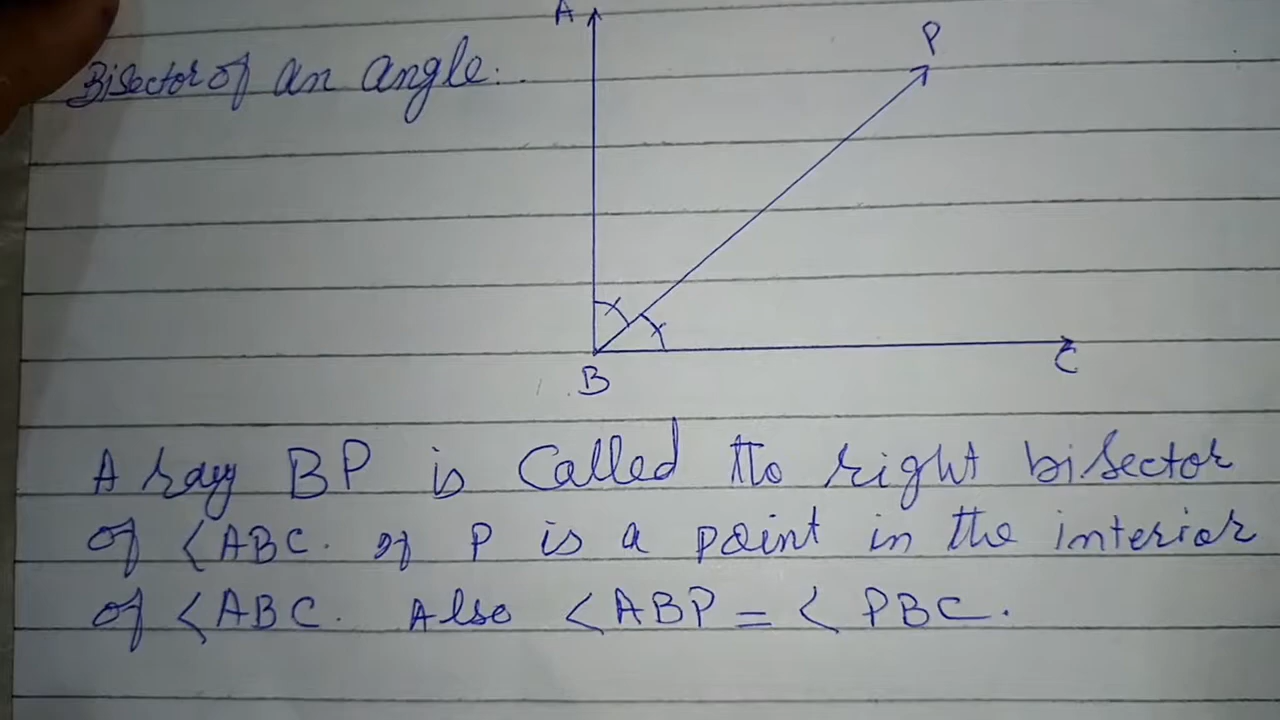 A
P
Bisector of an angle:
B
C
A ray BP is called the right bisector
of <ABC. If P is a point in the interior
of <ABC. Also <ABP = < PBC.